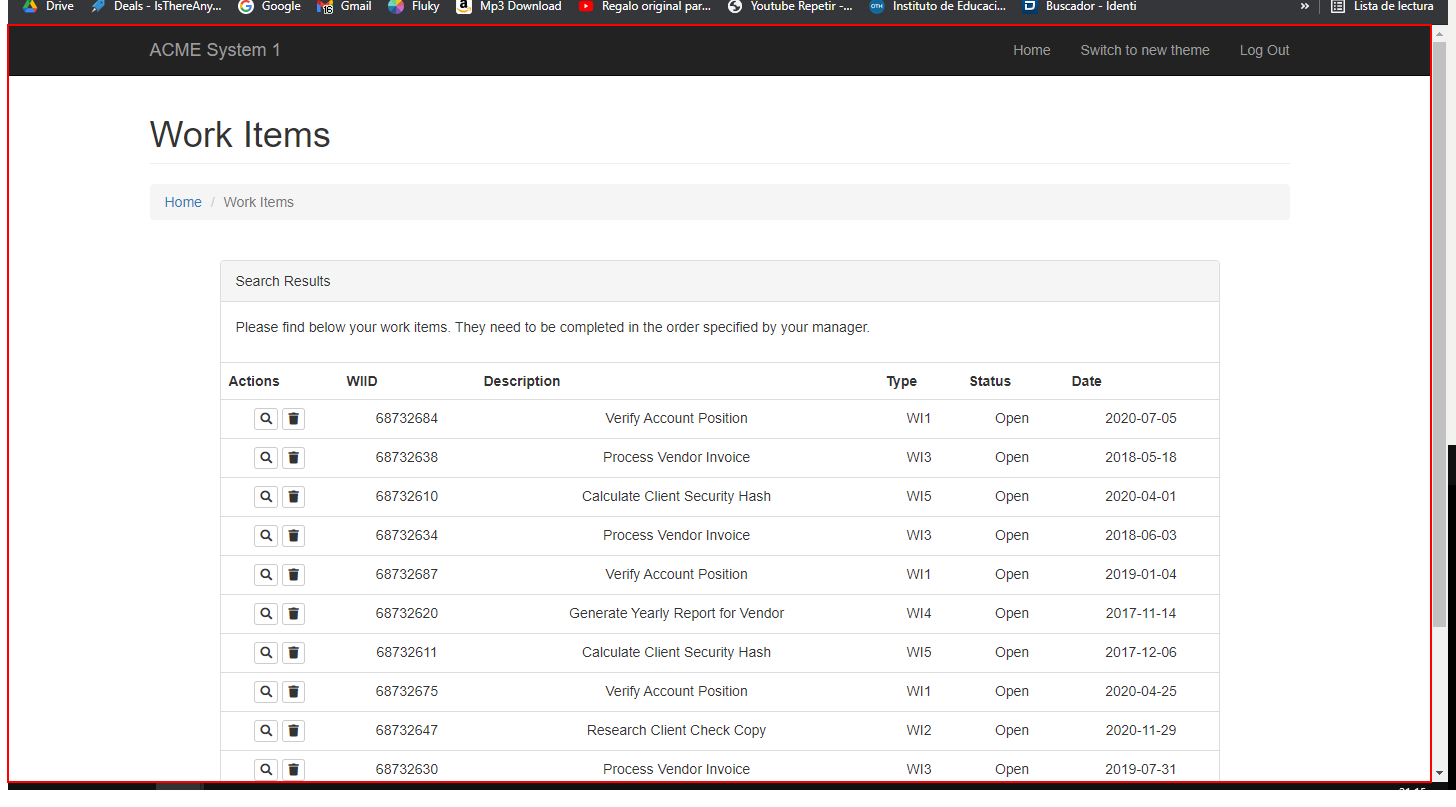 Drive Deals - IsThereAny... Google Gmail Fluky Mp3 Download Regalo original par... Youtube Repetir -... Instituto de Educaci... Buscador - Identi » Lista de lectura
ACME System 1 Home Switch to new theme Log Out
Work Items
Home / Work Items
Search Results
Please find below your work items. They need to be completed in the order specified by your manager.
Actions WIID Description Type Status Date
68732684 Verify Account Position WI1 Open 2020-07-05
68732638 Process Vendor Invoice WI3 Open 2018-05-18
68732610 Calculate Client Security Hash WI5 Open 2020-04-01
68732634 Process Vendor Invoice WI3 Open 2018-06-03
68732687 Verify Account Position WI1 Open 2019-01-04
68732620 Generate Yearly Report for Vendor WI4 Open 2017-11-14
68732611 Calculate Client Security Hash WI5 Open 2017-12-06
68732675 Verify Account Position WI1 Open 2020-04-25
68732647 Research Client Check Copy WI2 Open 2020-11-29
68732630 Process Vendor Invoice WI3 Open 2019-07-31